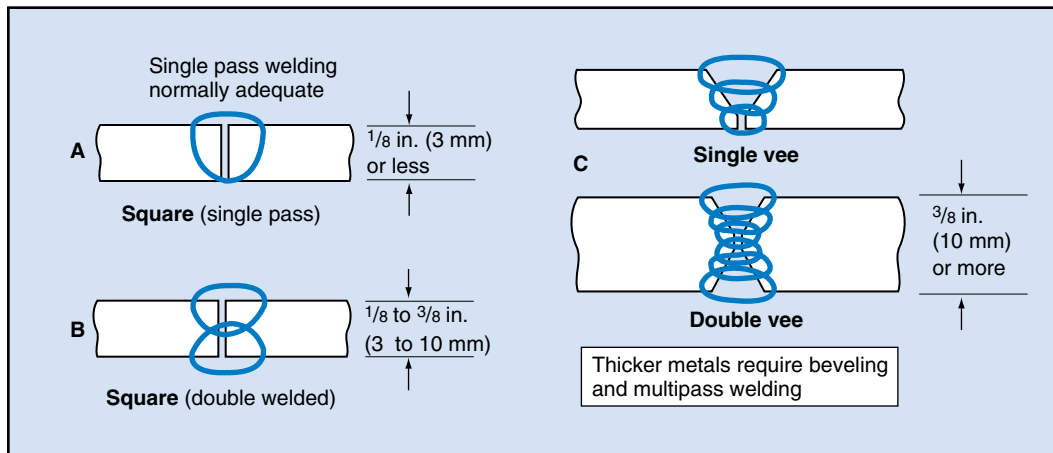 Single pass welding
normally adequate
A
1/8 in. (3 mm)
or less
Square (single pass)
B
1/8 to 3/8 in.
(3 to 10 mm)
Square (double welded)
Single vee
C
3/8 in.
(10 mm)
or more
Double vee
Thicker metals require beveling
and multipass welding